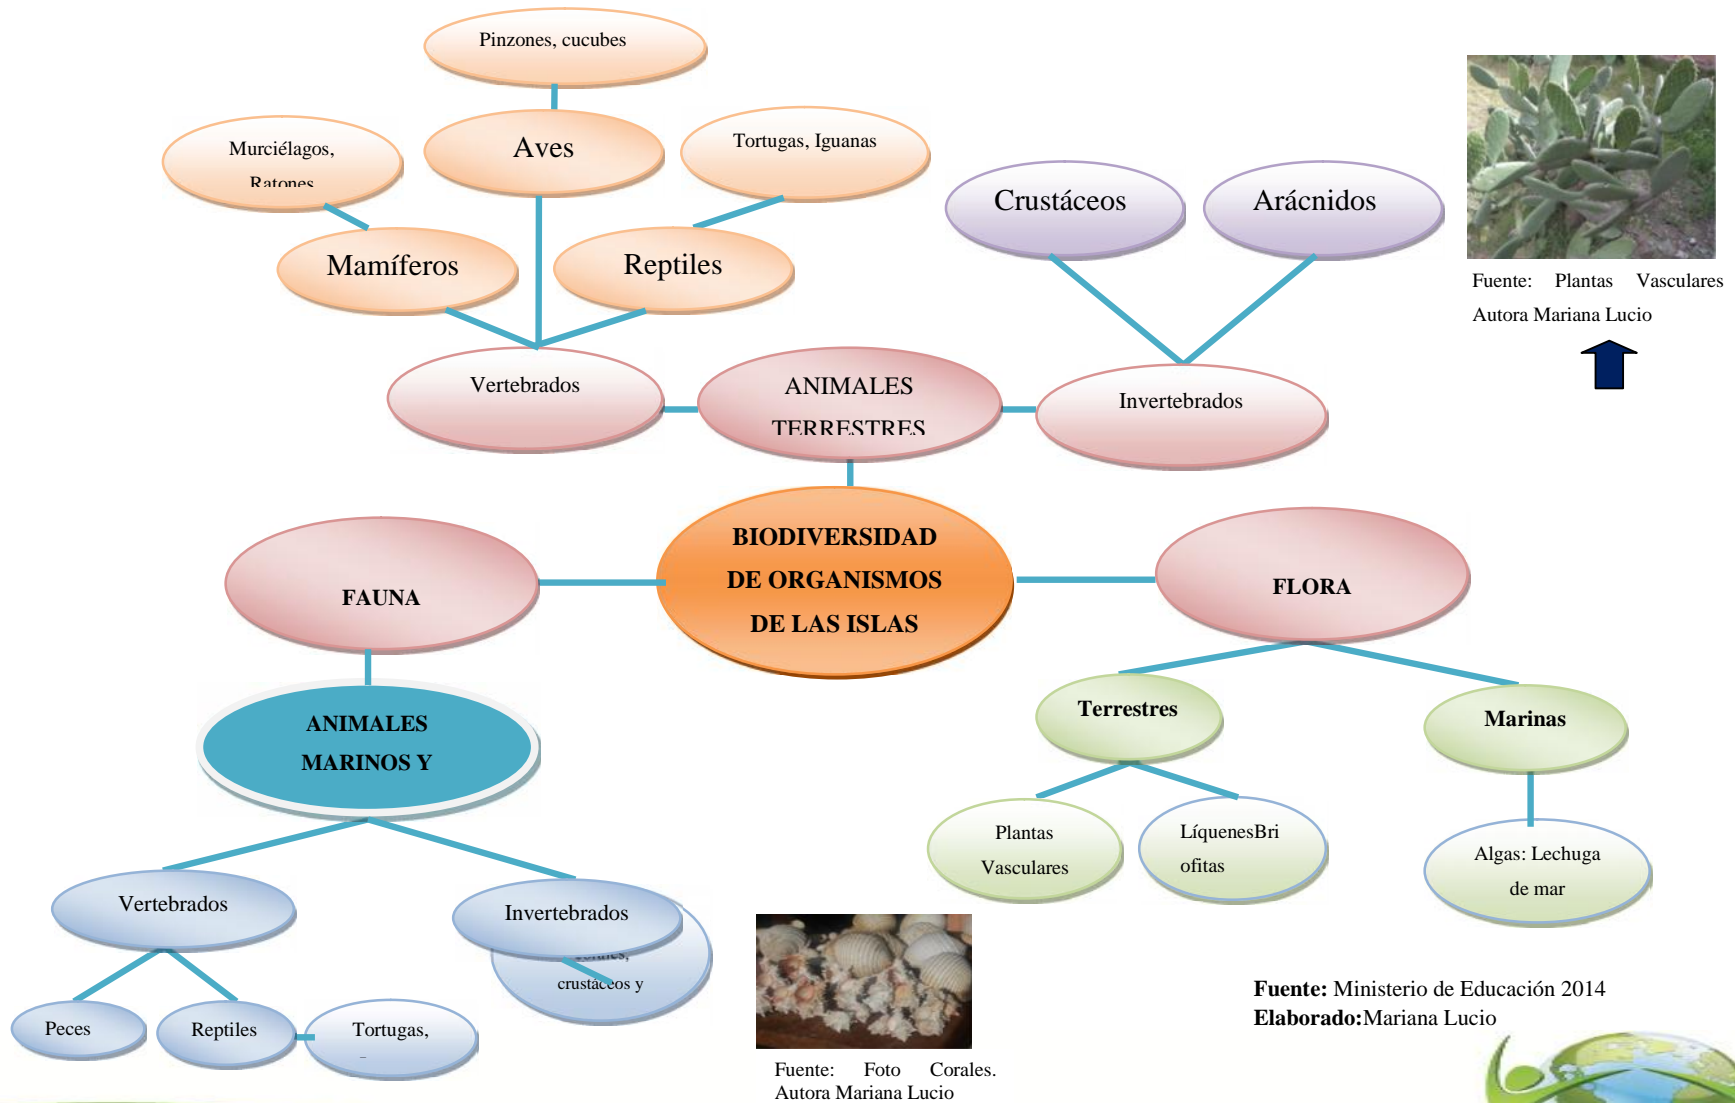 Pinzones, cucubes
Murciélagos,
Ratones
Aves
Tortugas, Iguanas
Mamíferos
Reptiles
Crustáceos
Arácnidos
Fuente: Plantas Vasculares
Autora Mariana Lucio
Vertebrados
ANIMALES
TERRESTRES
Invertebrados
BIODIVERSIDAD
DE ORGANISMOS
DE LAS ISLAS
FAUNA
FLORA
ANIMALES
MARINOS Y
Terrestres
Marinas
Plantas
Vasculares
LíquenesBri
ofitas
Algas: Lechuga
de mar
Vertebrados
Invertebrados
crustáceos y
Peces
Reptiles
Tortugas,
Fuente: Foto Corales.
Autora Mariana Lucio
Fuente: Ministerio de Educación 2014
Elaborado:Mariana Lucio